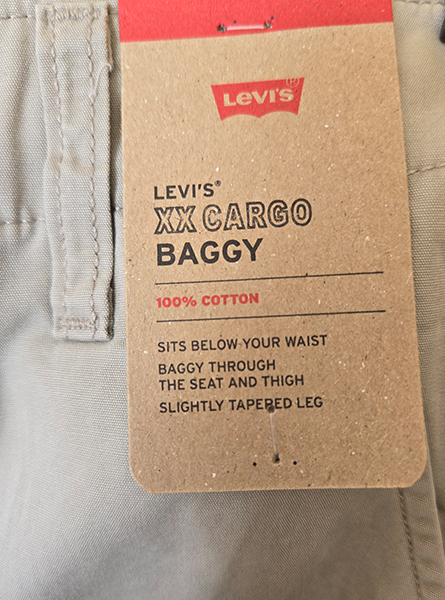 LEVI'S®
LEVI'S®
XX CARGO
BAGGY
100% COTTON
SITS BELOW YOUR WAIST
BAGGY THROUGH
THE SEAT AND THIGH
SLIGHTLY TAPERED LEG